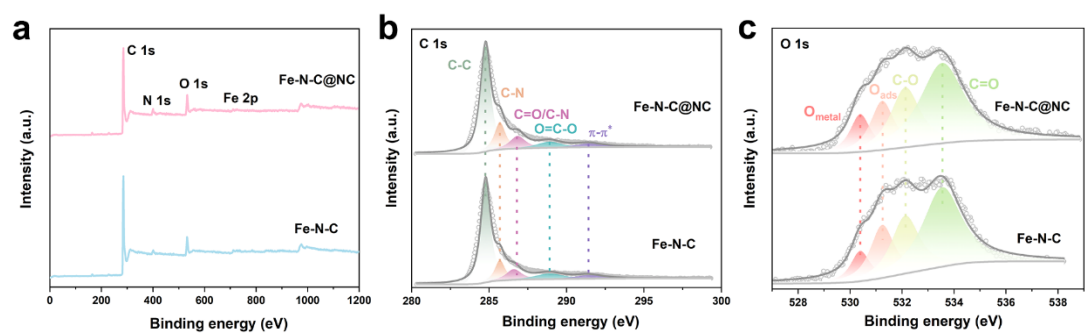 a
C 1s
N 1s
O 1s
Fe 2p
Fe-N-C@NC
Fe-N-C
Intensity (a.u.)
0 200 400 600 800 1000 1200
Binding energy (eV)
b
C 1s
C-C
C-N
C=O/C-N
O=C-O
π-π*
Fe-N-C@NC
Fe-N-C
Intensity (a.u.)
280 285 290 295 300
Binding energy (eV)
c
O 1s
Ometal
Oads
C-O
C=O
Fe-N-C@NC
Fe-N-C
Intensity (a.u.)
528 530 532 534 536 538
Binding energy (eV)